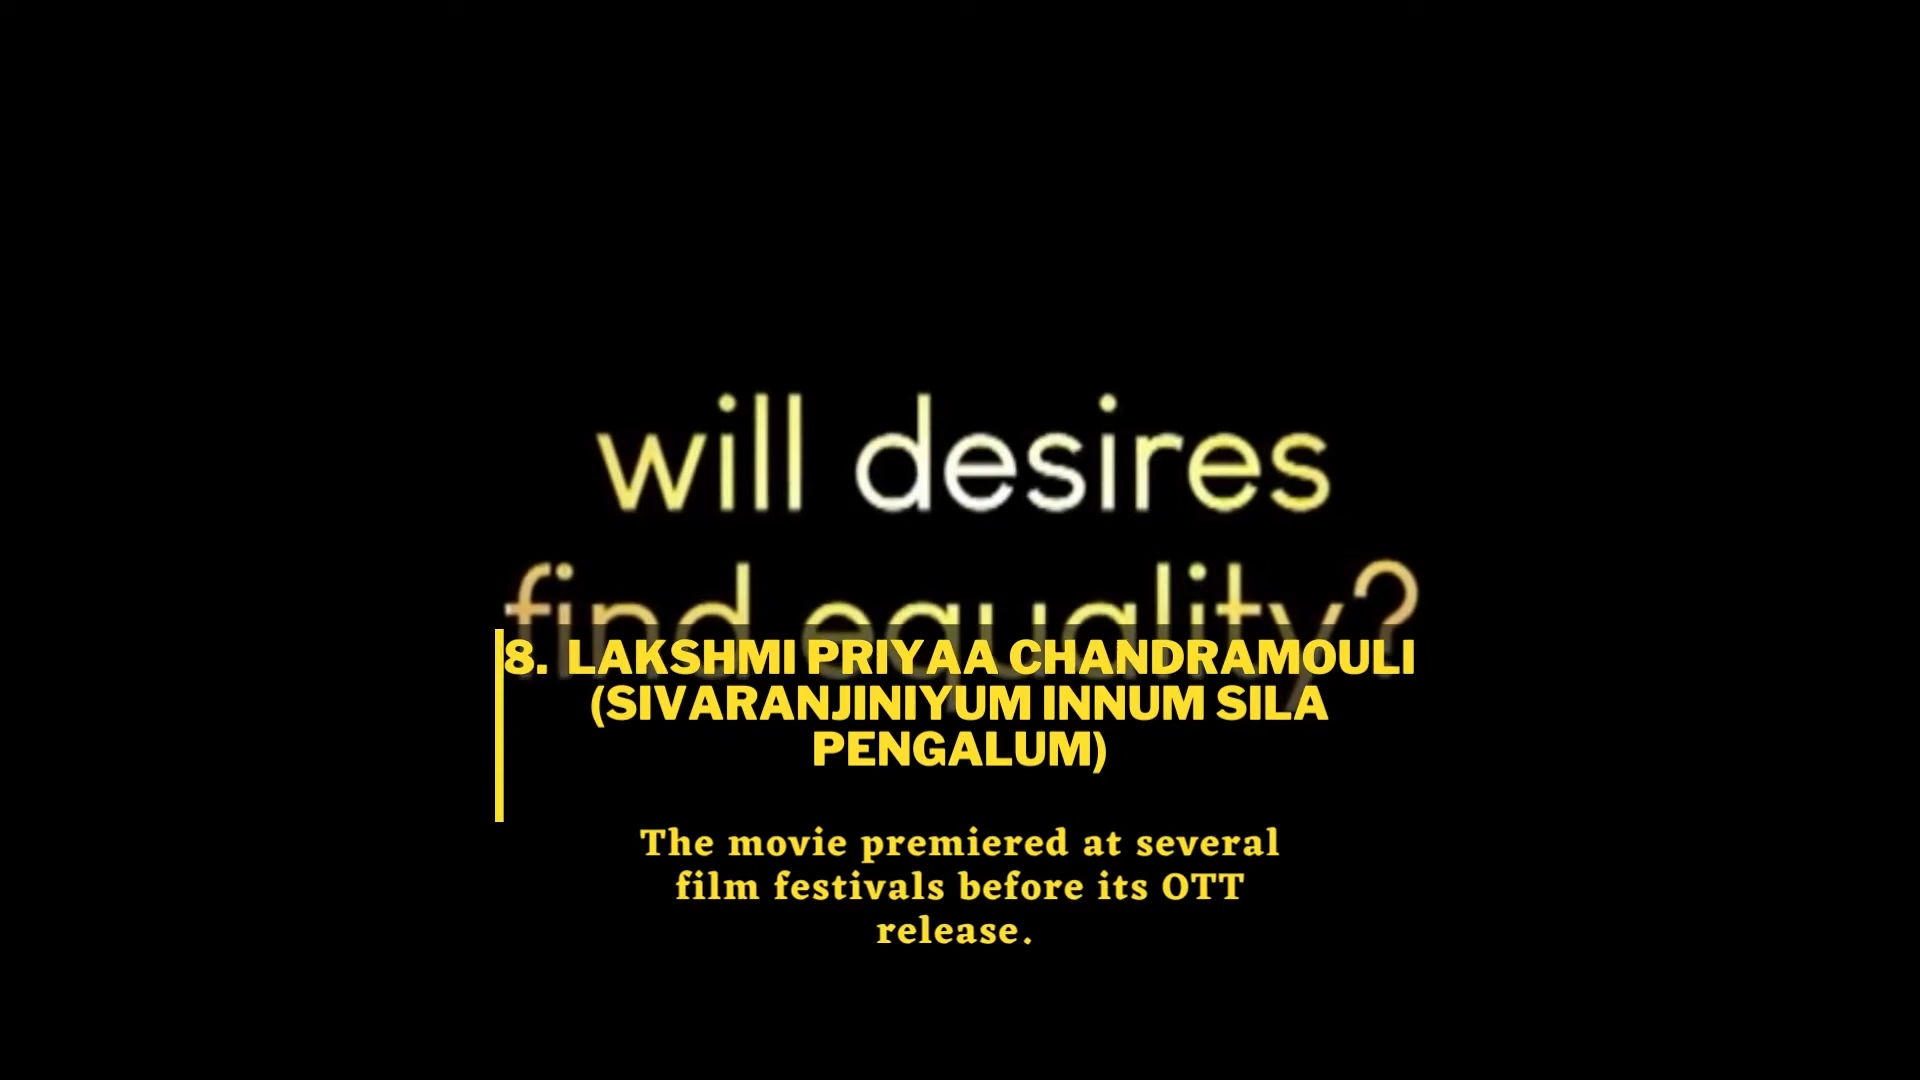 will desires
find equality?
8. LAKSHMI PRIYAA CHANDRAMOULI
(SIVARANJINIYUM INNUM SILA
PENGALUM)
The movie premiered at several
film festivals before its OTT
release.